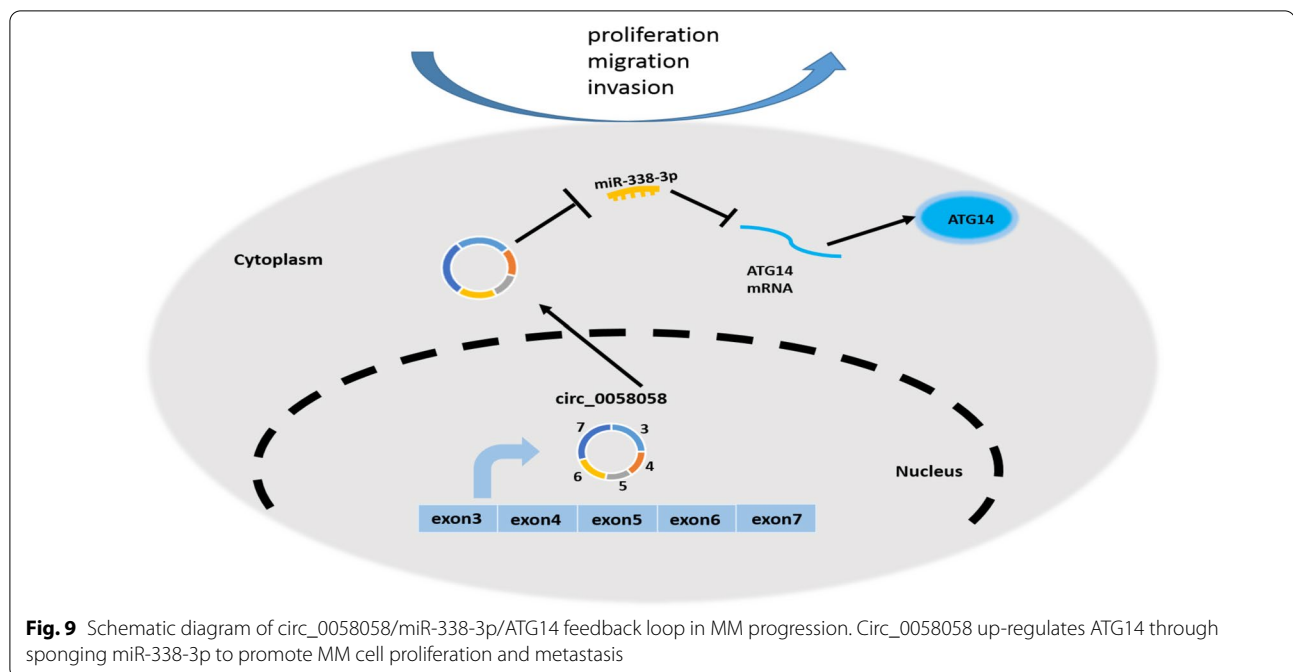 proliferation
migration
invasion
miR-338-3p
ATG14
Cytoplasm
ATG14
mRNA
circ_0058058
7
3
4
6
5
Nucleus
exon3
exon4
exon5
exon6
exon7
Fig. 9 Schematic diagram of circ_0058058/miR-338-3p/ATG14 feedback loop in MM progression. Circ_0058058 up-regulates ATG14 through
sponging miR-338-3p to promote MM cell proliferation and metastasis